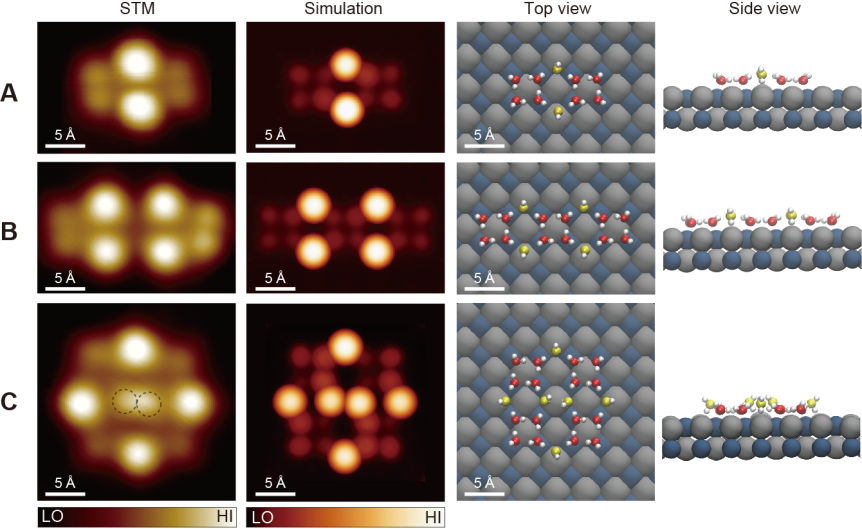 STM Simulation Top view Side view
A
5 Å 5 Å 5 Å
B
5 Å 5 Å 5 Å
C
5 Å 5 Å 5 Å
LO HI LO HI